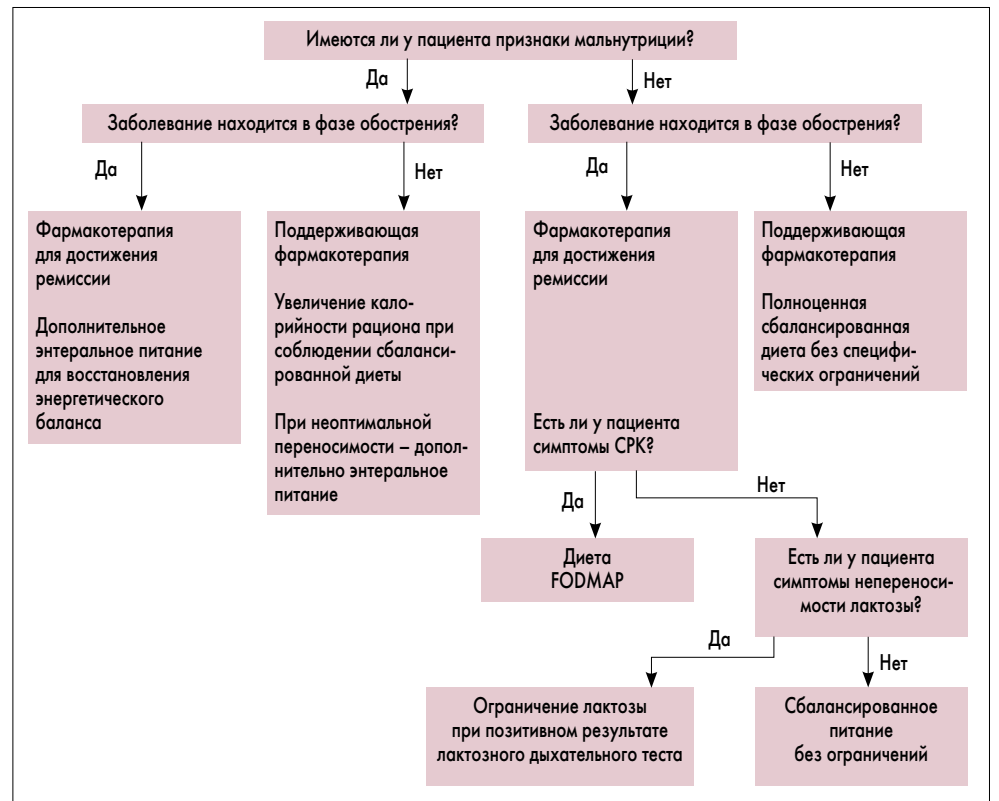 Имеются ли у пациента признаки мальнутриции?
Да
Нет
Заболевание находится в фазе обострения?
Заболевание находится в фазе обострения?
Да
Нет
Да
Нет
Фармакотерапия
для достижения
ремиссии
Дополнительное
энтеральное питание
для восстановления
энергетического
баланса
Поддерживающая
фармакотерапия
Увеличение кало-
рийности рациона при
соблюдении сбаланси-
рованной диеты
При неоптимальной
переносимости – допол-
нительно энтеральное
питание
Фармакотерапия
для достижения
ремиссии
Есть ли у пациента
симптомы СРК?
Поддерживающая
фармакотерапия
Полноценная
сбалансированная
диета без специфи-
ческих ограничений
Да
Нет
Диета
FODMAP
Есть ли у пациента
симптомы непереноси-
мости лактозы?
Да
Нет
Ограничение лактозы
при позитивном результате
лактозного дыхательного теста
Сбалансированное
питание
без ограничений